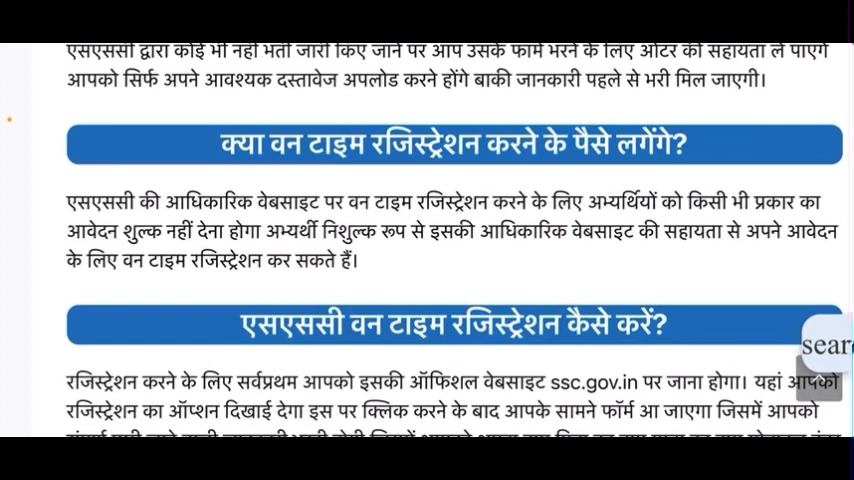 एसएससी द्वारा कोई भी नही भर्ती जारी किए जाने पर आप उसके फार्म भरने के लिए ओटर की सहायता ले पाएंगे
आपको सिर्फ अपने आवश्यक दस्तावेज अपलोड करने होंगे बाकी जानकारी पहले से भरी मिल जाएगी।
क्या वन टाइम रजिस्ट्रेशन करने के पैसे लगेंगे?
एसएससी की आधिकारिक वेबसाइट पर वन टाइम रजिस्ट्रेशन करने के लिए अभ्यर्थियों को किसी भी प्रकार का
आवेदन शुल्क नहीं देना होगा अभ्यर्थी निशुल्क रूप से इसकी आधिकारिक वेबसाइट की सहायता से अपने आवेदन
के लिए वन टाइम रजिस्ट्रेशन कर सकते हैं।
एसएससी वन टाइम रजिस्ट्रेशन कैसे करें?
sear
रजिस्ट्रेशन करने के लिए सर्वप्रथम आपको इसकी ऑफिशल वेबसाइट ssc.gov.in पर जाना होगा। यहां आपको
रजिस्ट्रेशन का ऑप्शन दिखाई देगा इस पर क्लिक करने के बाद आपके सामने फॉर्म आ जाएगा जिसमें आपको